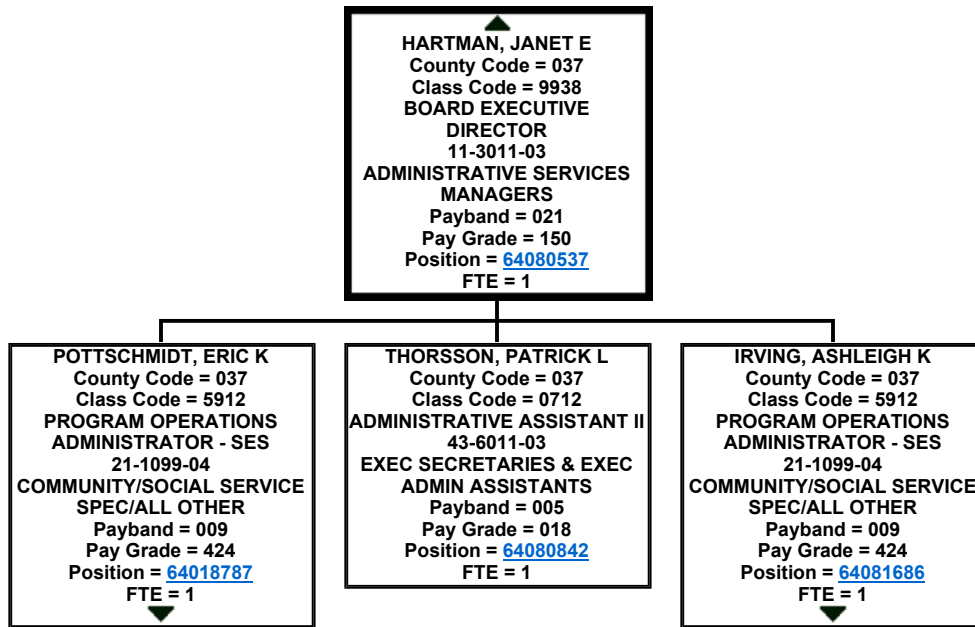 HARTMAN, JANET E
County Code = 037
Class Code = 9938
BOARD EXECUTIVE
DIRECTOR
11-3011-03
ADMINISTRATIVE SERVICES
MANAGERS
Payband = 021
Pay Grade = 150
Position = 64080537
FTE = 1
POTTSCHMIDT, ERIC K
County Code = 037
Class Code = 5912
PROGRAM OPERATIONS
ADMINISTRATOR - SES
21-1099-04
COMMUNITY/SOCIAL SERVICE
SPEC/ALL OTHER
Payband = 009
Pay Grade = 424
Position = 64018787
FTE = 1
THORSSON, PATRICK L
County Code = 037
Class Code = 0712
ADMINISTRATIVE ASSISTANT II
43-6011-03
EXEC SECRETARIES & EXEC
ADMIN ASSISTANTS
Payband = 005
Pay Grade = 018
Position = 64080842
FTE = 1
IRVING, ASHLEIGH K
County Code = 037
Class Code = 5912
PROGRAM OPERATIONS
ADMINISTRATOR - SES
21-1099-04
COMMUNITY/SOCIAL SERVICE
SPEC/ALL OTHER
Payband = 009
Pay Grade = 424
Position = 64081686
FTE = 1